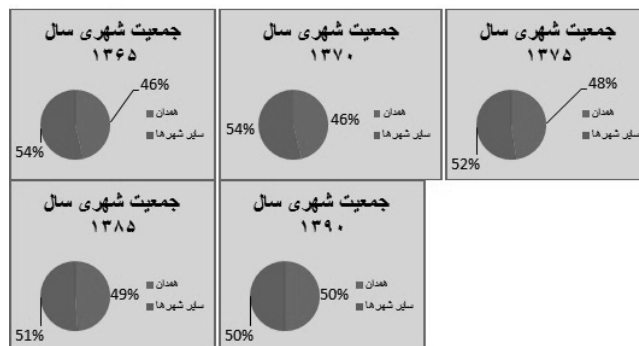 جمعیت شهری سال
۱۳۶۵
46%
همدان
سایر شهرها
54%
جمعیت شهری سال
۱۳۷۰
46%
همدان
سایر شهرها
54%
جمعیت شهری سال
۱۳۷۵
48%
همدان
سایر شهرها
52%
جمعیت شهری سال
۱۳۸۵
49%
همدان
سایر شهرها
51%
جمعیت شهری سال
۱۳۹۰
50%
همدان
سایر شهرها
50%